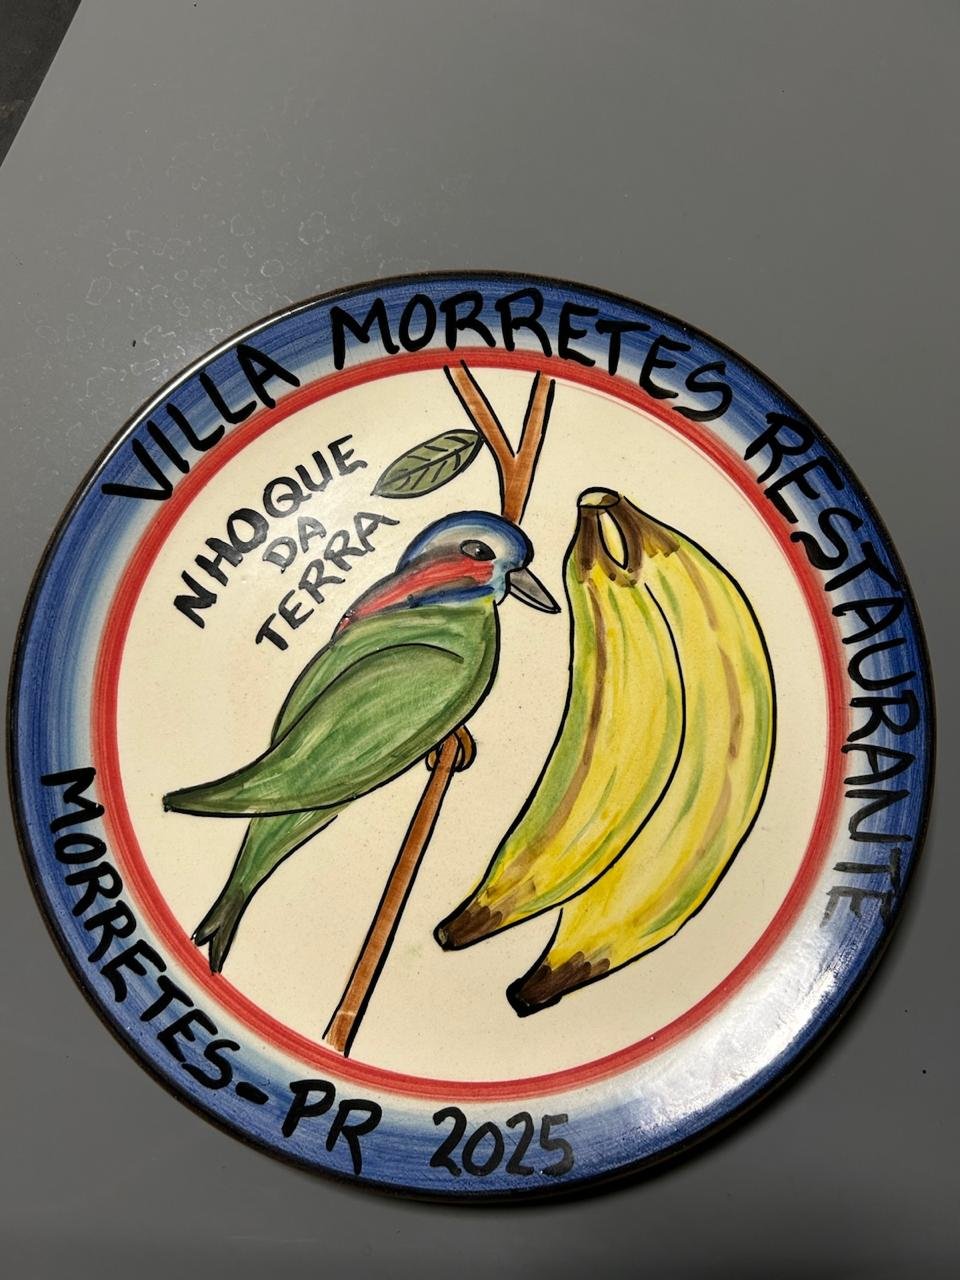 VILLA MORRETES RESTAURANTE
NHOQUE
DA
TERRA
MORRETES-PR 2025